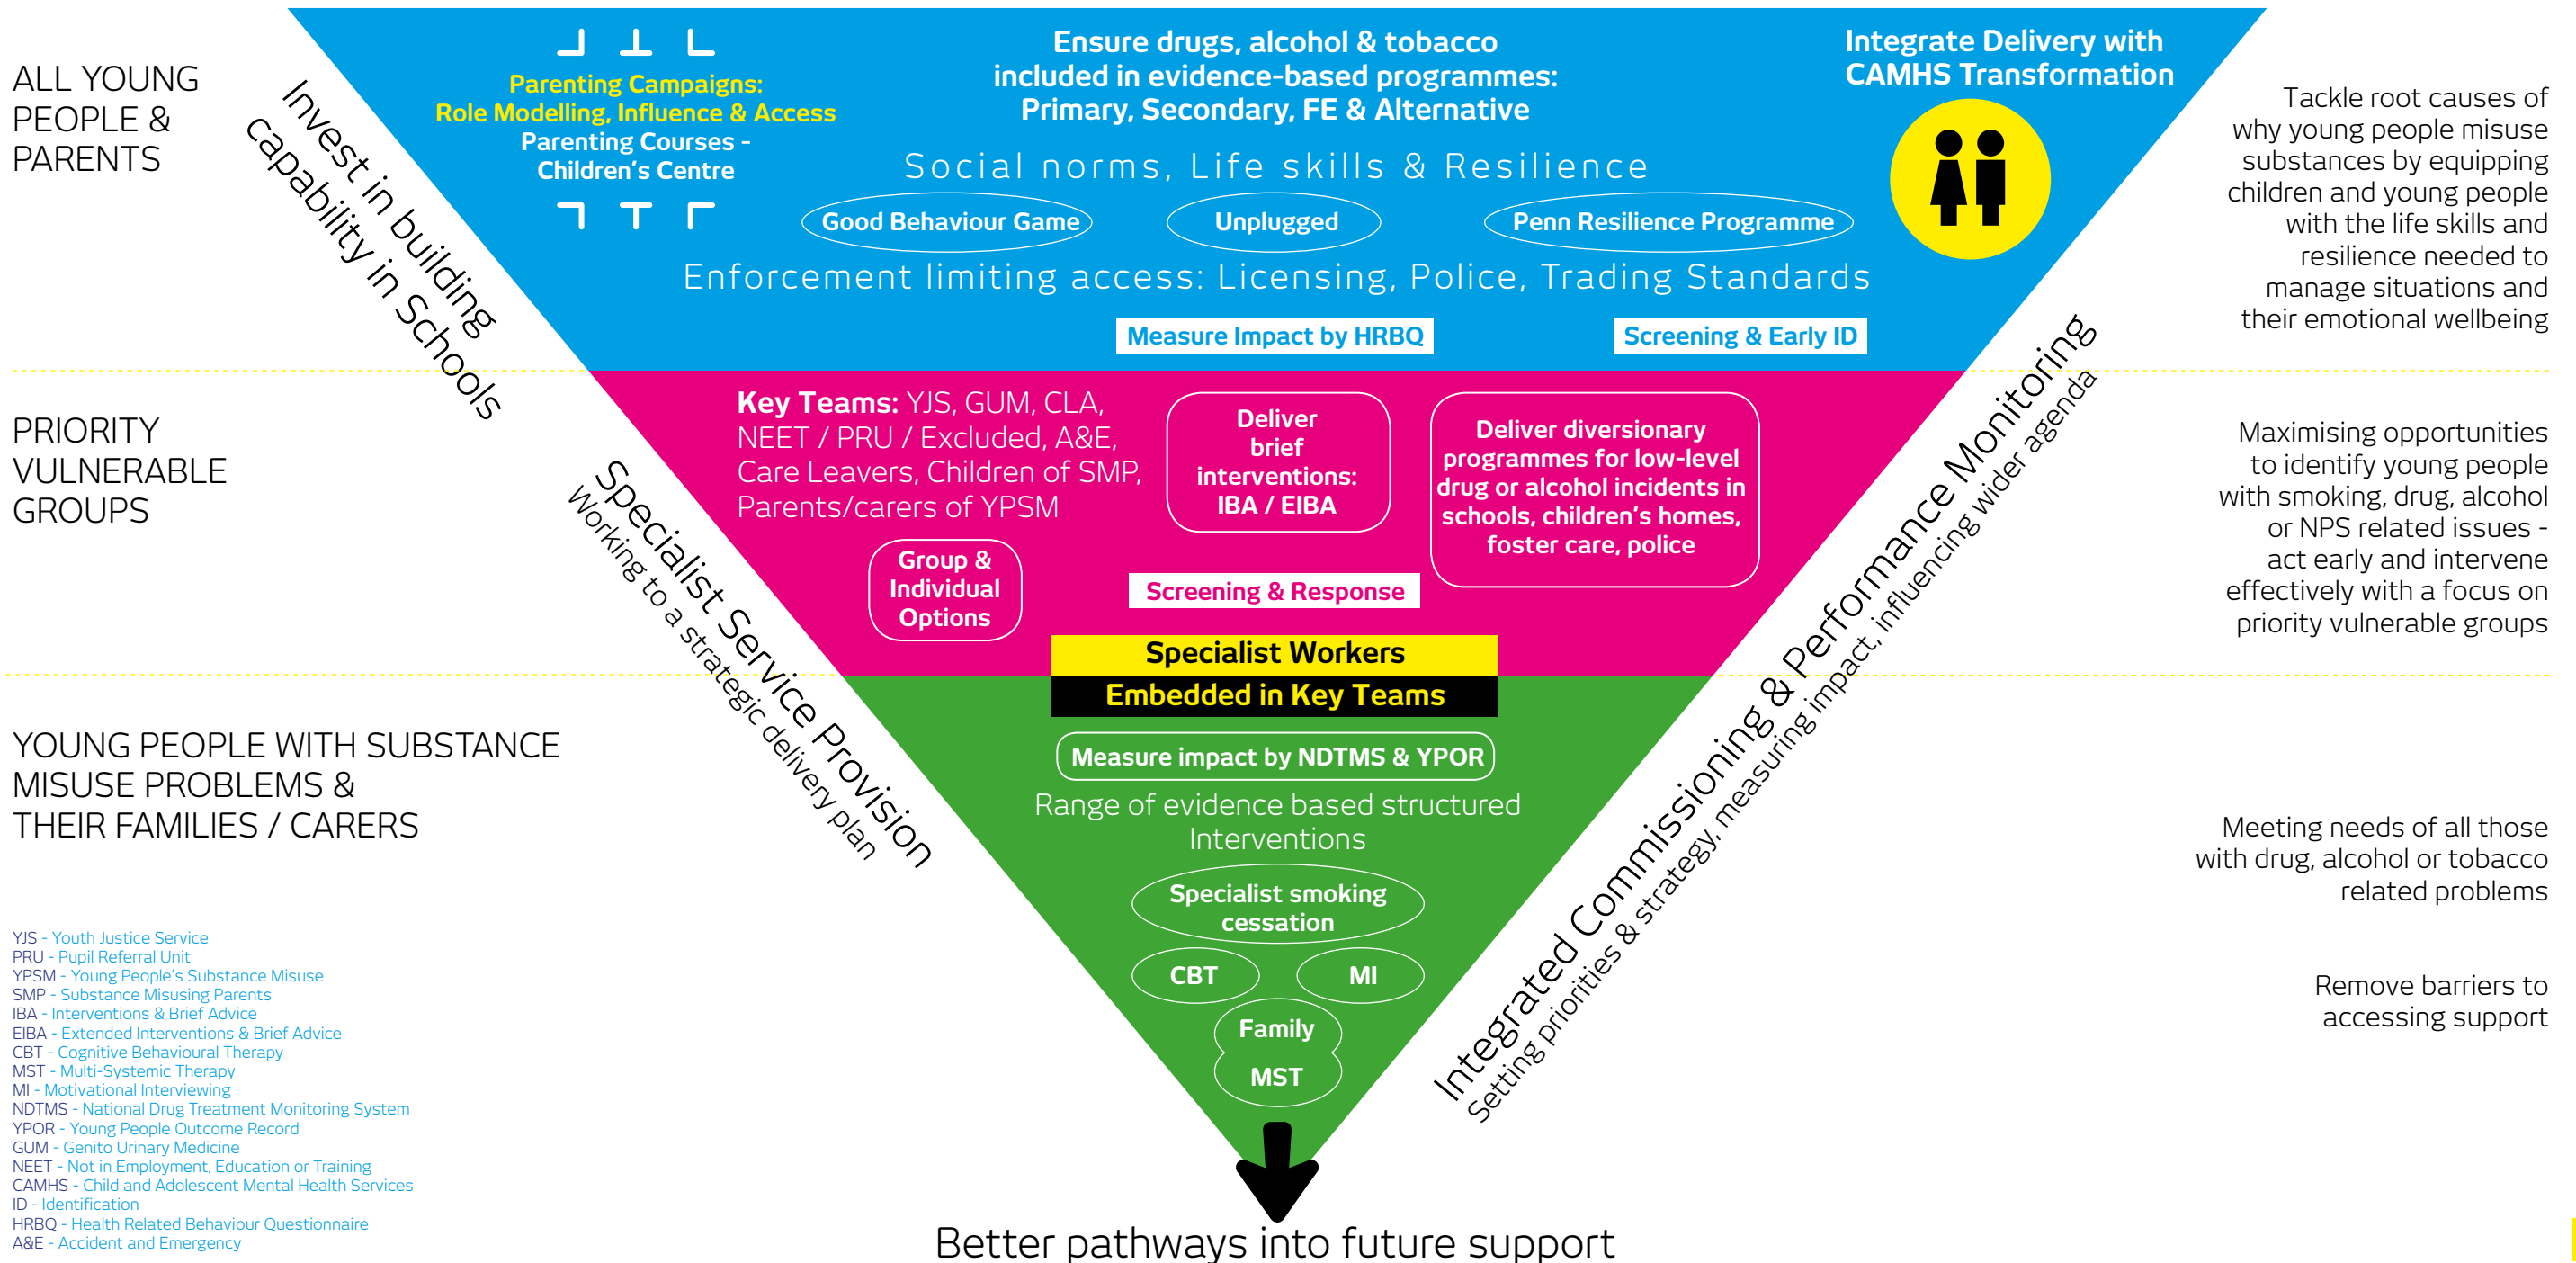 ALL YOUNG
PEOPLE &
PARENTS
Invest in building
capability in Schools
Parenting Campaigns:
Role Modelling, Influence & Access
Parenting Courses -
Children's Centre
Ensure drugs, alcohol & tobacco
included in evidence-based programmes:
Primary, Secondary, FE & Alternative
Integrate Delivery with
CAMHS Transformation
Social norms, Life skills & Resilience
Good Behaviour Game
Unplugged
Penn Resilience Programme
Enforcement limiting access: Licensing, Police, Trading Standards
Measure Impact by HRBQ
Screening & Early ID
Tackle root causes of
why young people misuse
substances by equipping
children and young people
with the life skills and
resilience needed to
manage situations and
their emotional wellbeing
PRIORITY
VULNERABLE
GROUPS
Specialist Service Provision
Working to a strategic delivery plan
Key Teams: YJS, GUM, CLA,
NEET / PRU / Excluded, A&E,
Care Leavers, Children of SMP,
Parents/carers of YPSM
Deliver
brief
interventions:
IBA / EIBA
Deliver diversionary
programmes for low-level
drug or alcohol incidents in
schools, children's homes,
foster care, police
Group &
Individual
Options
Screening & Response
Specialist Workers
Embedded in Key Teams
Integrated Commissioning & Performance Monitoring
Setting priorities & strategy, measuring impact, influencing wider agenda
Maximising opportunities
to identify young people
with smoking, drug, alcohol
or NPS related issues -
act early and intervene
effectively with a focus on
priority vulnerable groups
YOUNG PEOPLE WITH SUBSTANCE
MISUSE PROBLEMS &
THEIR FAMILIES / CARERS
Measure impact by NDTMS & YPOR
Range of evidence based structured
Interventions
Specialist smoking
cessation
CBT
MI
Family
MST
Meeting needs of all those
with drug, alcohol or tobacco
related problems
Remove barriers to
accessing support
YJS - Youth Justice Service
PRU - Pupil Referral Unit
YPSM - Young People's Substance Misuse
SMP - Substance Misusing Parents
IBA - Interventions & Brief Advice
EIBA - Extended Interventions & Brief Advice
CBT - Cognitive Behavioural Therapy
MST - Multi-Systemic Therapy
MI - Motivational Interviewing
NDTMS - National Drug Treatment Monitoring System
YPOR - Young People Outcome Record
GUM - Genito Urinary Medicine
NEET - Not in Employment, Education or Training
CAMHS - Child and Adolescent Mental Health Services
ID - Identification
HRBQ - Health Related Behaviour Questionnaire
A&E - Accident and Emergency
Better pathways into future support